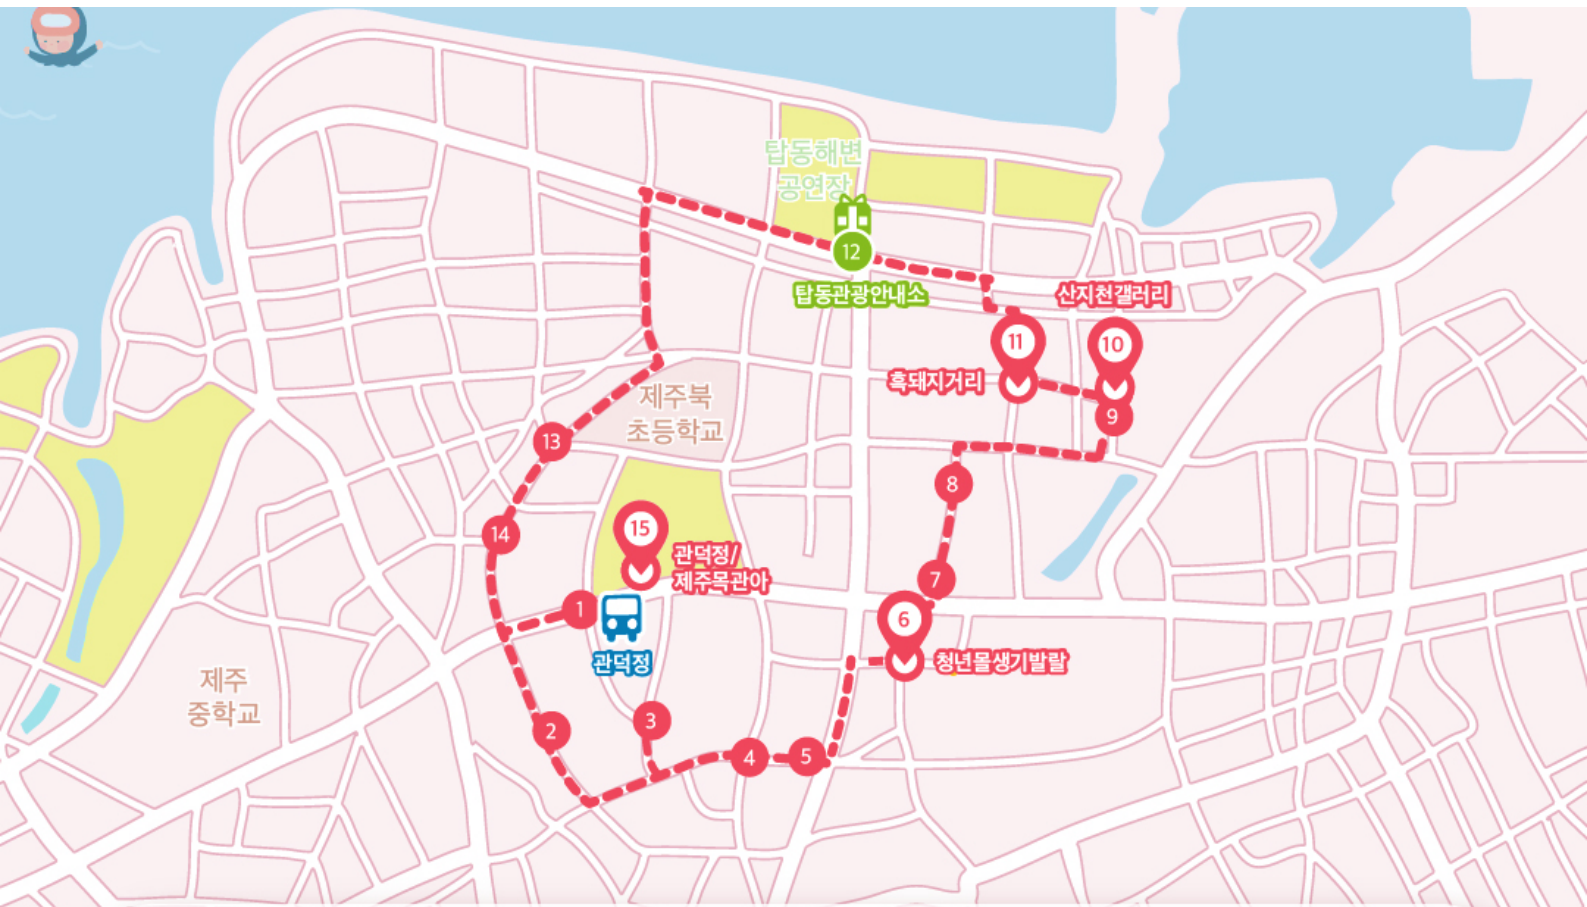 탑동해변
공연장
12
탑동관광안내소
산지천갤러리
11
10
흑돼지거리
9
제주북
초등학교
13
8
14
15
관덕정/
제주목관아
7
1
6
관덕정
청년몰생기발랄
제주
중학교
2
3
4
5